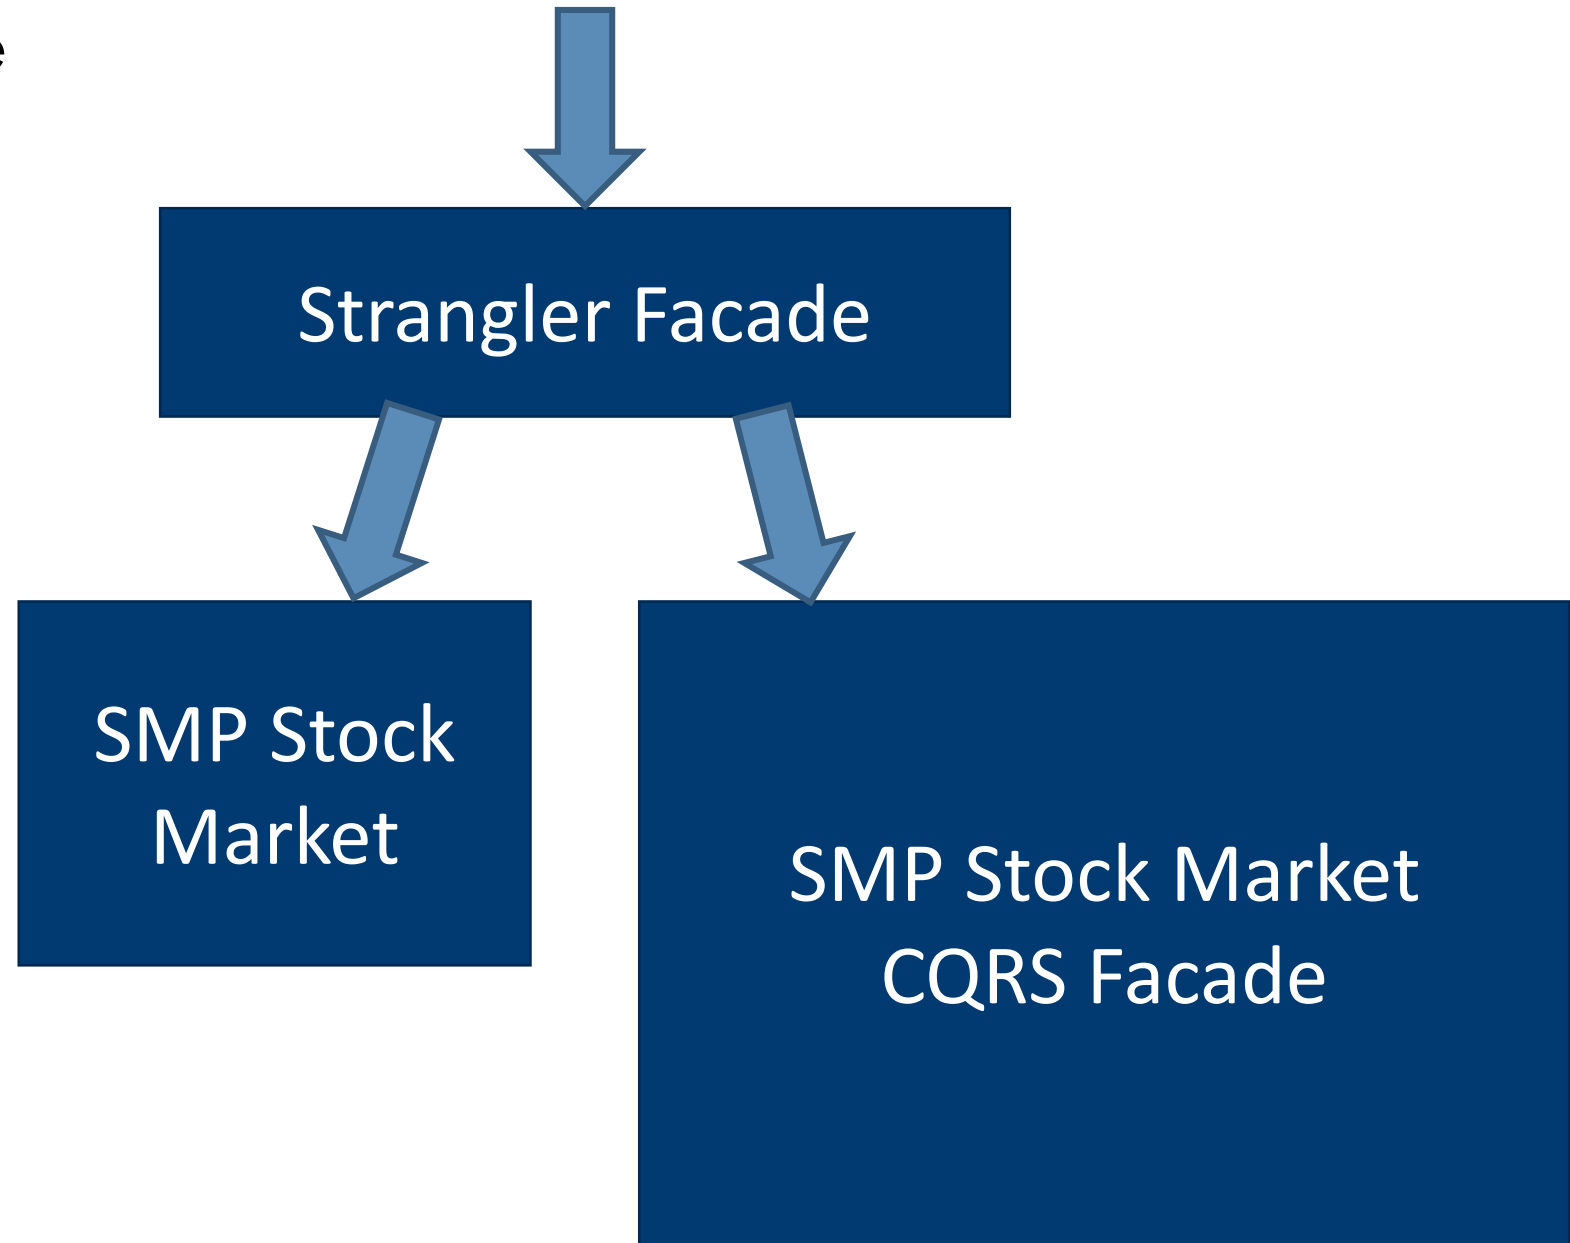 Strangler Facade
SMP Stock
Market
SMP Stock Market
CQRS Facade